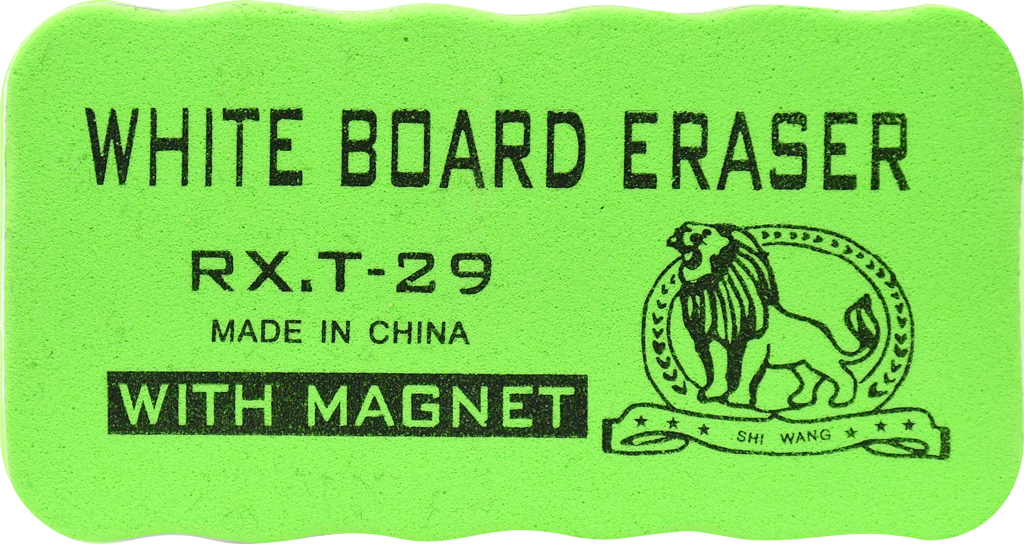 WHITE BOARD ERASER
RX.T-29
MADE IN CHINA
WITH MAGNET
SHI WANG